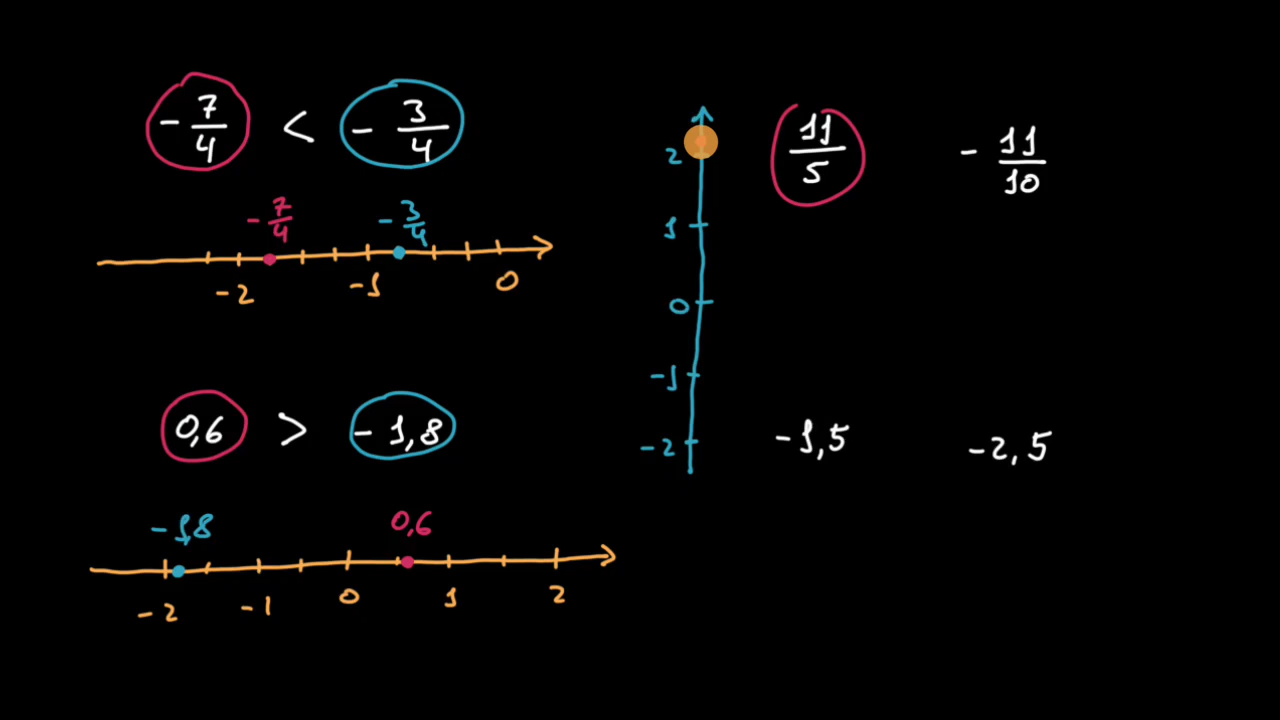 -7/4 < -3/4
-7/4 -3/4
-2 -1 0
0,6 > -1,8
-1,8 0,6
-2 -1 0 1 2
2
1
0
-1
-2
11/5 -11/10
-1,5 -2,5